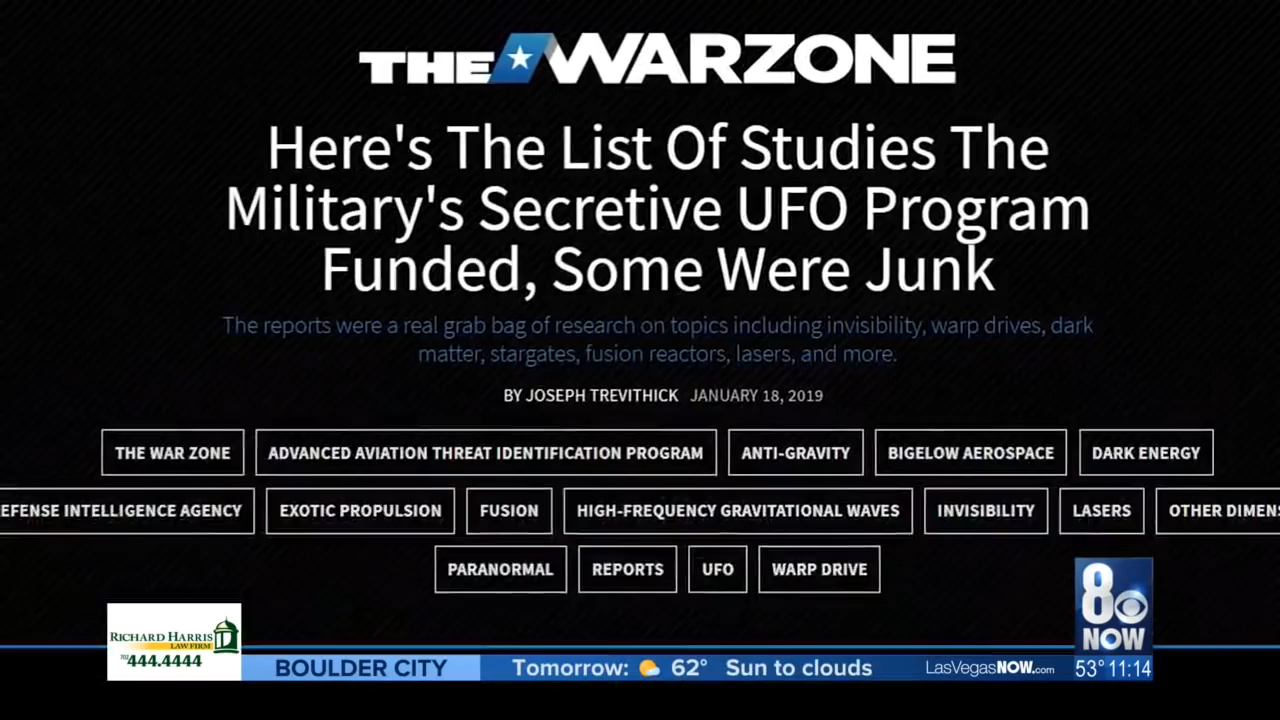 THE WARZONE
Here's The List Of Studies The
Military's Secretive UFO Program
Funded, Some Were Junk
The reports were a real grab bag of research on topics including invisibility, warp drives, dark
matter, stargates, fusion reactors, lasers, and more.
BY JOSEPH TREVITHICK JANUARY 18, 2019
THE WAR ZONE ADVANCED AVIATION THREAT IDENTIFICATION PROGRAM ANTI-GRAVITY BIGELOW AEROSPACE DARK ENERGY
EFENSE INTELLIGENCE AGENCY EXOTIC PROPULSION FUSION HIGH-FREQUENCY GRAVITATIONAL WAVES INVISIBILITY LASERS OTHER DIMENS
PARANORMAL REPORTS UFO WARP DRIVE
8
NOW
RICHARD HARRIS
LAW FIRM
702 444.4444
BOULDER CITY Tomorrow: 62° Sun to clouds LasVegasNOW.com 53° 11:14